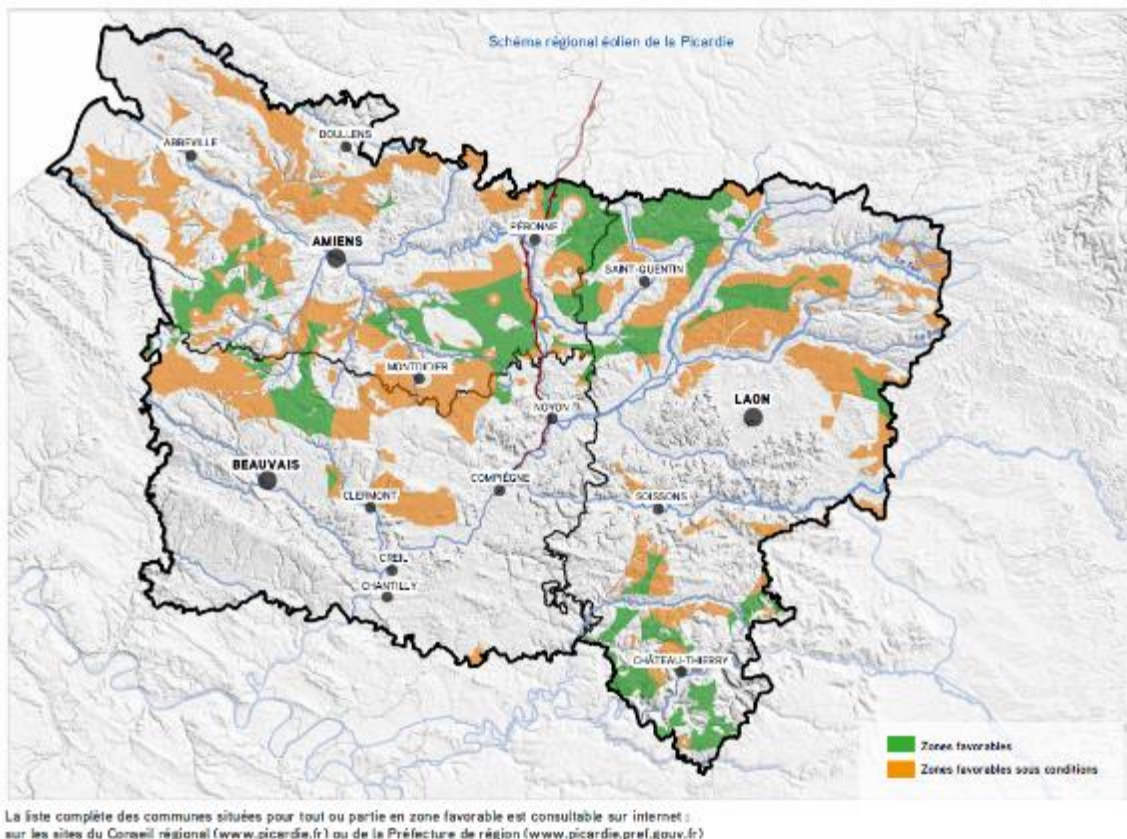 Schéma régional éolien de la Picardie
DOULLENS
ABBEVILLE
PÉRONNE
AMIENS
SAINT-QUENTIN
MONTDIDIER
NOYON
LAON
BEAUVAIS
COMPIÈGNE
CLERMONT
SOISSONS
CREIL
CHANTILLY
CHÂTEAU-THIERRY
Zones favorables
Zones favorables sous conditions
La liste complète des communes situées pour tout ou partie en zone favorable est consultable sur internet :
sur les sites du Conseil régional (www.picardie.fr) ou de la Préfecture de région (www.picardie.pref.gouv.fr)